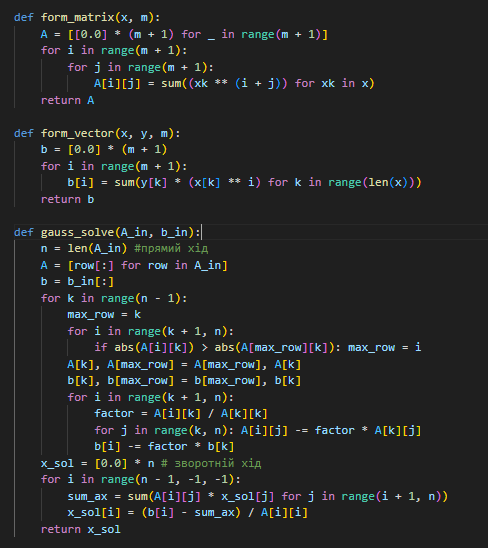 def form_matrix(x, m):
    A = [[0.0] * (m + 1) for _ in range(m + 1)]
    for i in range(m + 1):
        for j in range(m + 1):
            A[i][j] = sum((xk ** (i + j)) for xk in x)
    return A

def form_vector(x, y, m):
    b = [0.0] * (m + 1)
    for i in range(m + 1):
        b[i] = sum(y[k] * (x[k] ** i) for k in range(len(x)))
    return b

def gauss_solve(A_in, b_in):
    n = len(A_in) #прямий хід
    A = [row[:] for row in A_in]
    b = b_in[:]
    for k in range(n - 1):
        max_row = k
        for i in range(k + 1, n):
            if abs(A[i][k]) > abs(A[max_row][k]): max_row = i
        A[k], A[max_row] = A[max_row], A[k]
        b[k], b[max_row] = b[max_row], b[k]
        for i in range(k + 1, n):
            factor = A[i][k] / A[k][k]
            for j in range(k, n): A[i][j] -= factor * A[k][j]
            b[i] -= factor * b[k]
    x_sol = [0.0] * n # зворотній хід
    for i in range(n - 1, -1, -1):
        sum_ax = sum(A[i][j] * x_sol[j] for j in range(i + 1, n))
        x_sol[i] = (b[i] - sum_ax) / A[i][i]
    return x_sol